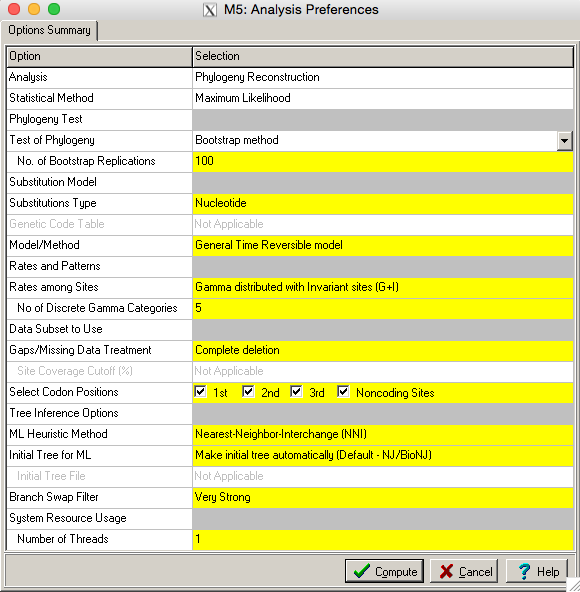 M5: Analysis Preferences
Options Summary
Option Selection
Analysis Phylogeny Reconstruction
Statistical Method Maximum Likelihood
Phylogeny Test
Test of Phylogeny Bootstrap method
No. of Bootstrap Replications 100
Substitution Model
Substitutions Type Nucleotide
Genetic Code Table Not Applicable
Model/Method General Time Reversible model
Rates and Patterns
Rates among Sites Gamma distributed with Invariant sites (G+I)
No of Discrete Gamma Categories 5
Data Subset to Use
Gaps/Missing Data Treatment Complete deletion
Site Coverage Cutoff (%) Not Applicable
Select Codon Positions 1st 2nd 3rd Noncoding Sites
Tree Inference Options
ML Heuristic Method Nearest-Neighbor-Interchange (NNI)
Initial Tree for ML Make initial tree automatically (Default - NJ/BioNJ)
Initial Tree File Not Applicable
Branch Swap Filter Very Strong
System Resource Usage
Number of Threads 1
Compute Cancel Help